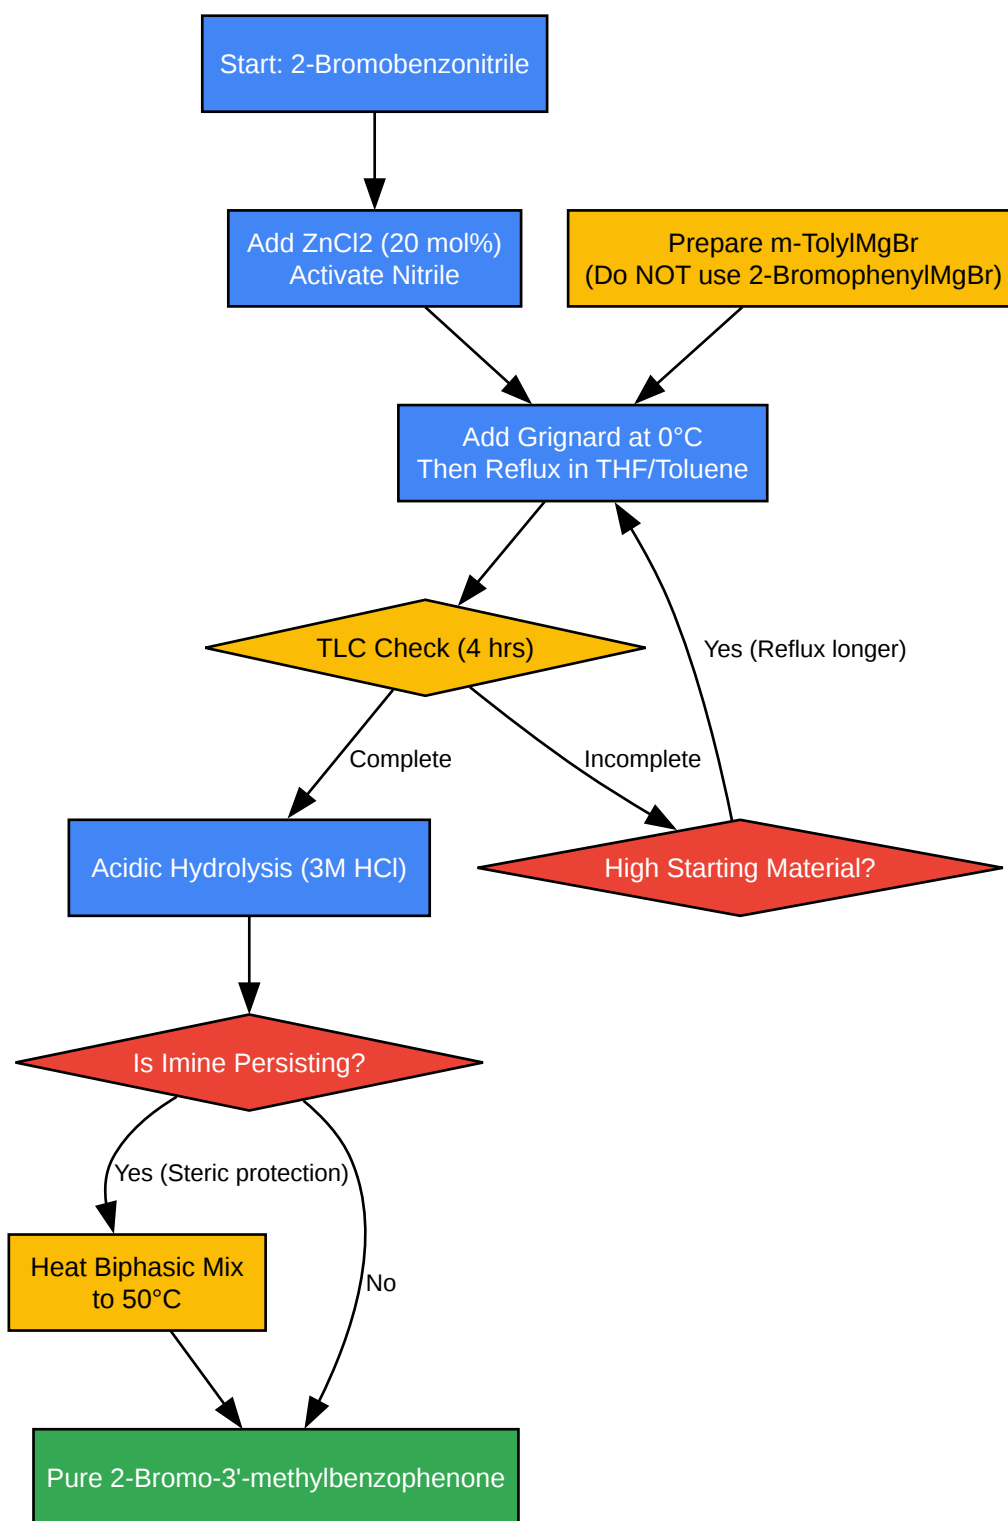 Start: 2-Bromobenzonitrile
Add ZnCl2 (20 mol%)
Activate Nitrile
Prepare m-TolylMgBr
(Do NOT use 2-BromophenylMgBr)
Add Grignard at 0°C
Then Reflux in THF/Toluene
TLC Check (4 hrs)
Yes (Reflux longer)
Complete
Incomplete
Acidic Hydrolysis (3M HCl)
High Starting Material?
Is Imine Persisting?
Yes (Steric protection)
Heat Biphasic Mix
to 50°C
No
Pure 2-Bromo-3'-methylbenzophenone